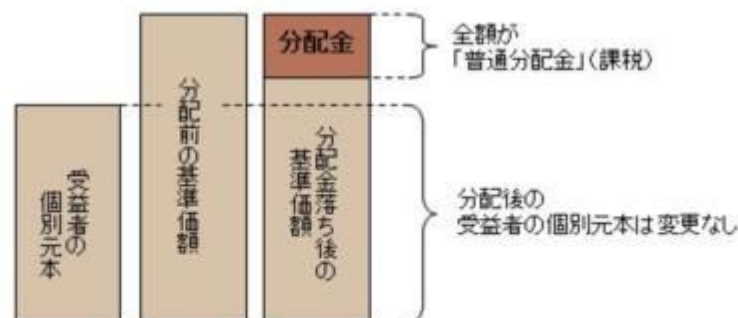 受益者の
個別元本
分配前の基準価額
分配金
分配金落ち後の
基準価額
全額が
「普通分配金」(課税)
分配後の
受益者の個別元本は変更なし